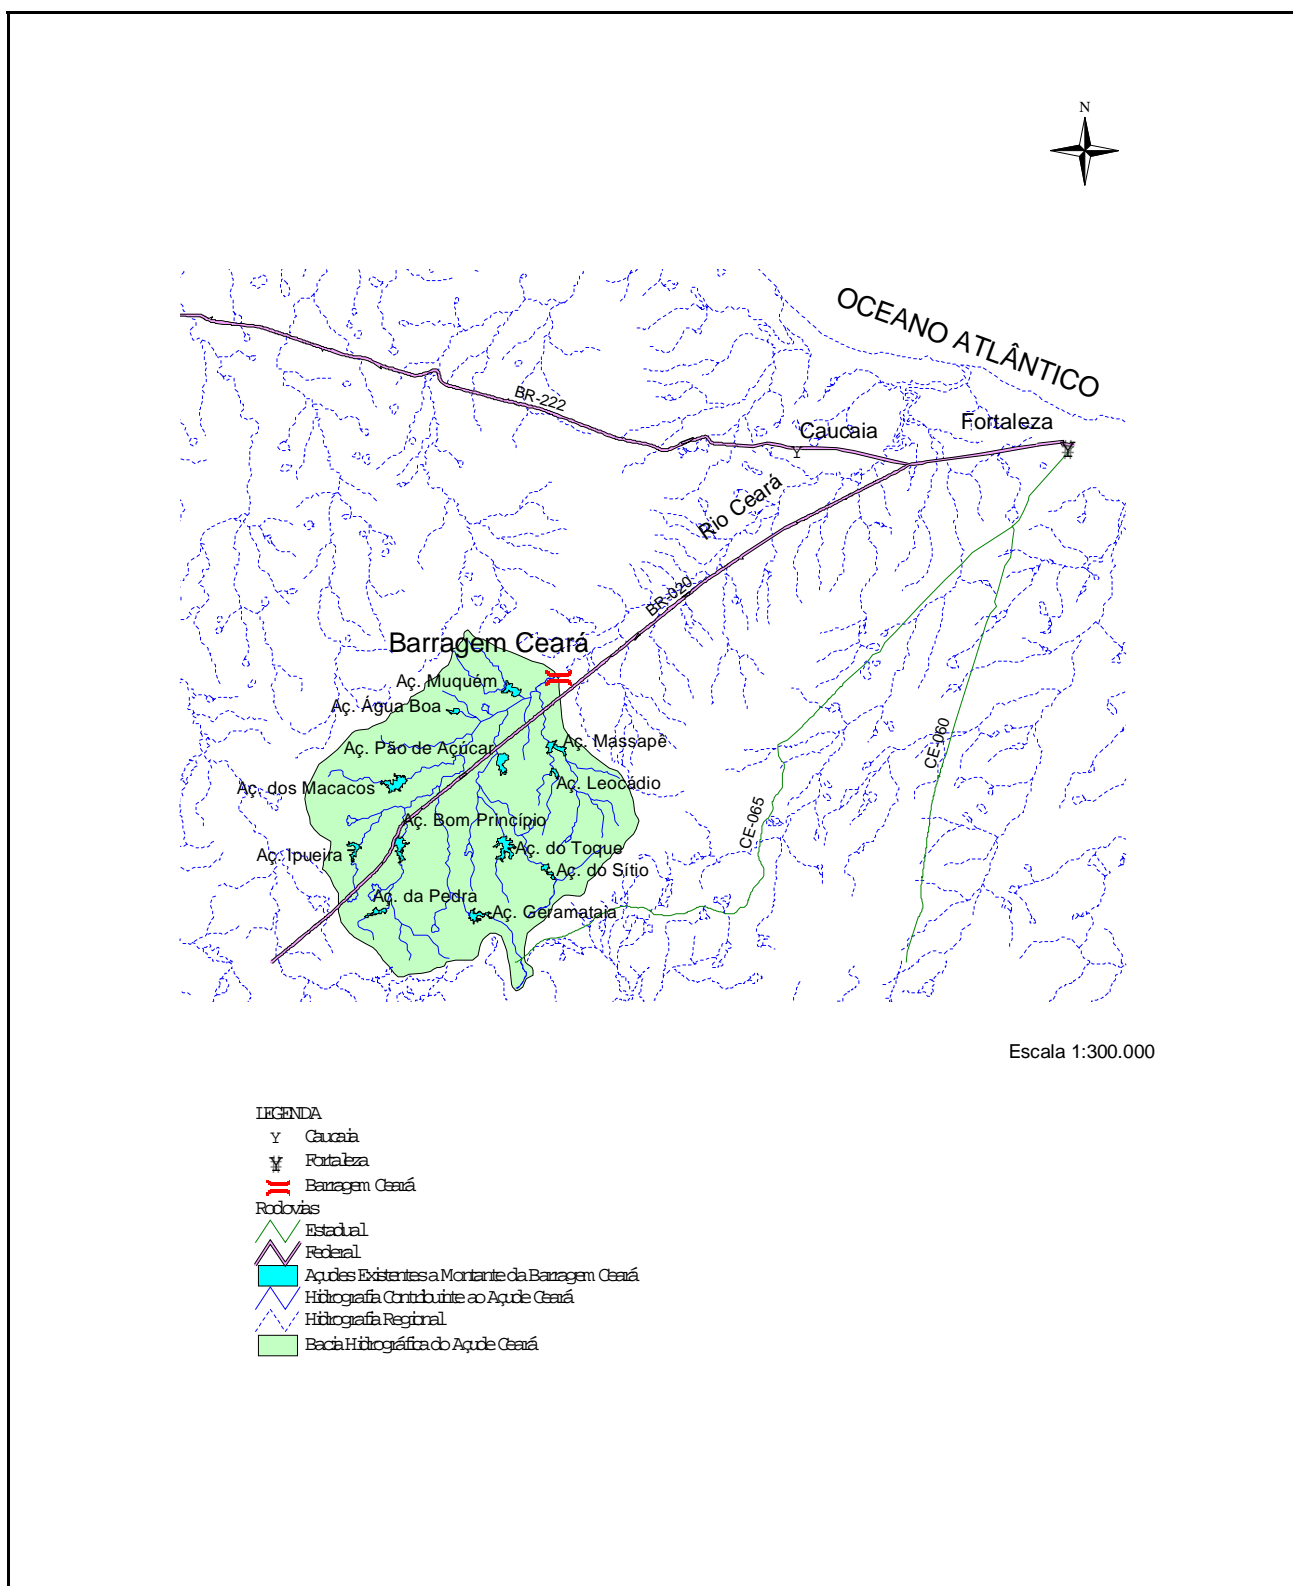 N
OCEANO ATLÂNTICO
BR-222
Caucaia
Fortaleza
Rio Ceará
BR-020
Barragem Ceará
Aç. Muquém
Aç. Água Boa
Aç. Massapê
Aç. Pão de Açúcar
Aç. Leocádio
Aç. dos Macacos
CE-060
CE-065
Aç. Bom Princípio
Aç. do Toque
Aç. Ipueira
Aç. do Sítio
Aç. da Pedra
Aç. Geramataia
Escala 1:300.000
LEGENDA
Caucaia
Fortaleza
Barragem Ceará
Rodovias
Estadual
Federal
Açudes Existentes a Montante da Barragem Ceará
Hidrografia Contribuinte ao Açude Ceará
Hidrografia Regional
Bacia Hidrográfica do Açude Ceará